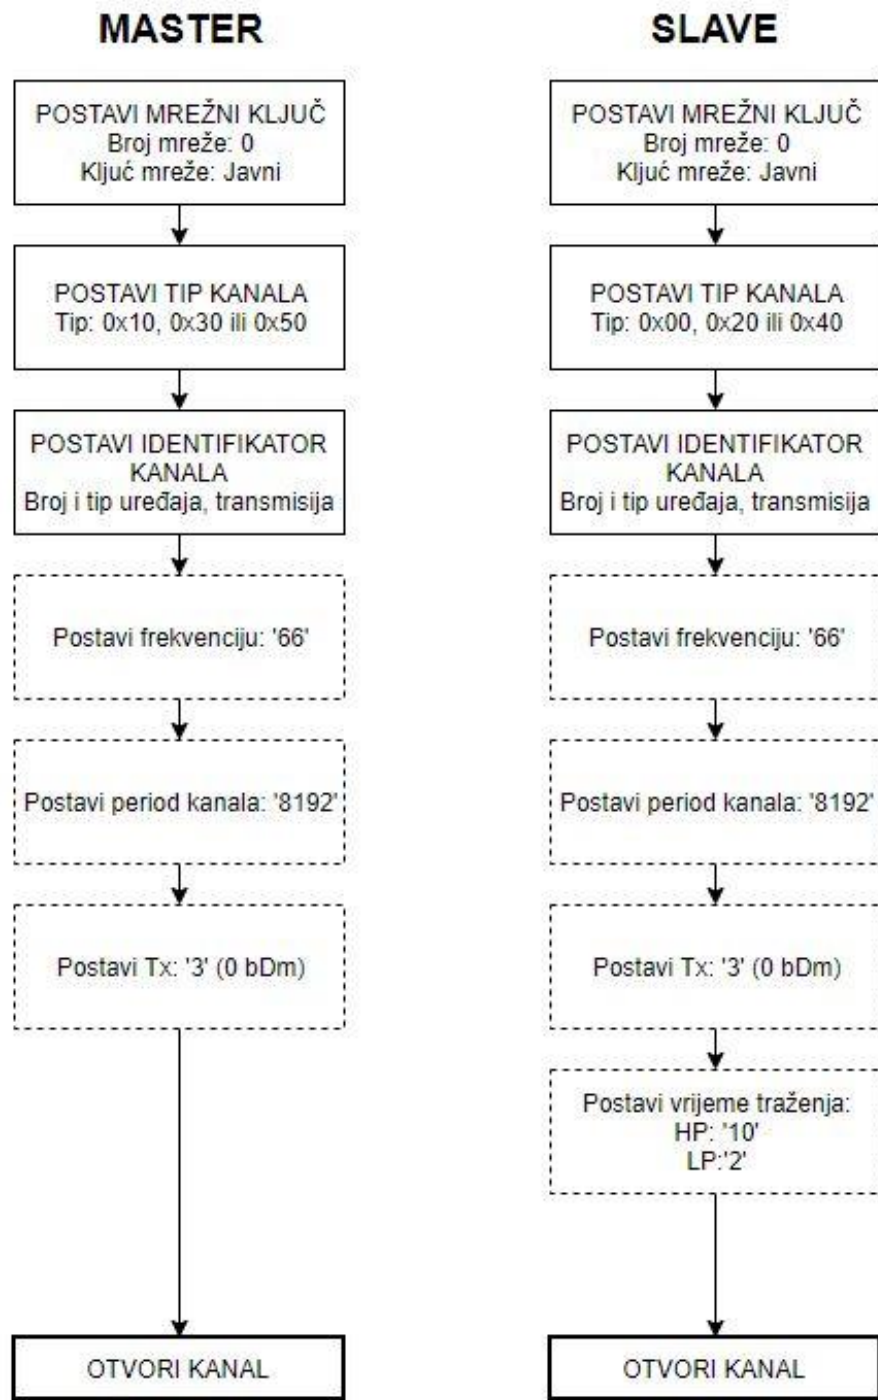 MASTER
POSTAVI MREŽNI KLJUČ
Broj mreže: 0
Ključ mreže: Javni
POSTAVI TIP KANALA
Tip: 0x10, 0x30 ili 0x50
POSTAVI IDENTIFIKATOR
KANALA
Broj i tip uređaja, transmisija
Postavi frekvenciju: '66'
Postavi period kanala: '8192'
Postavi Tx: '3' (0 bDm)
OTVORI KANAL
SLAVE
POSTAVI MREŽNI KLJUČ
Broj mreže: 0
Ključ mreže: Javni
POSTAVI TIP KANALA
Tip: 0x00, 0x20 ili 0x40
POSTAVI IDENTIFIKATOR
KANALA
Broj i tip uređaja, transmisija
Postavi frekvenciju: '66'
Postavi period kanala: '8192'
Postavi Tx: '3' (0 bDm)
Postavi vrijeme traženja:
HP: '10'
LP:'2'
OTVORI KANAL